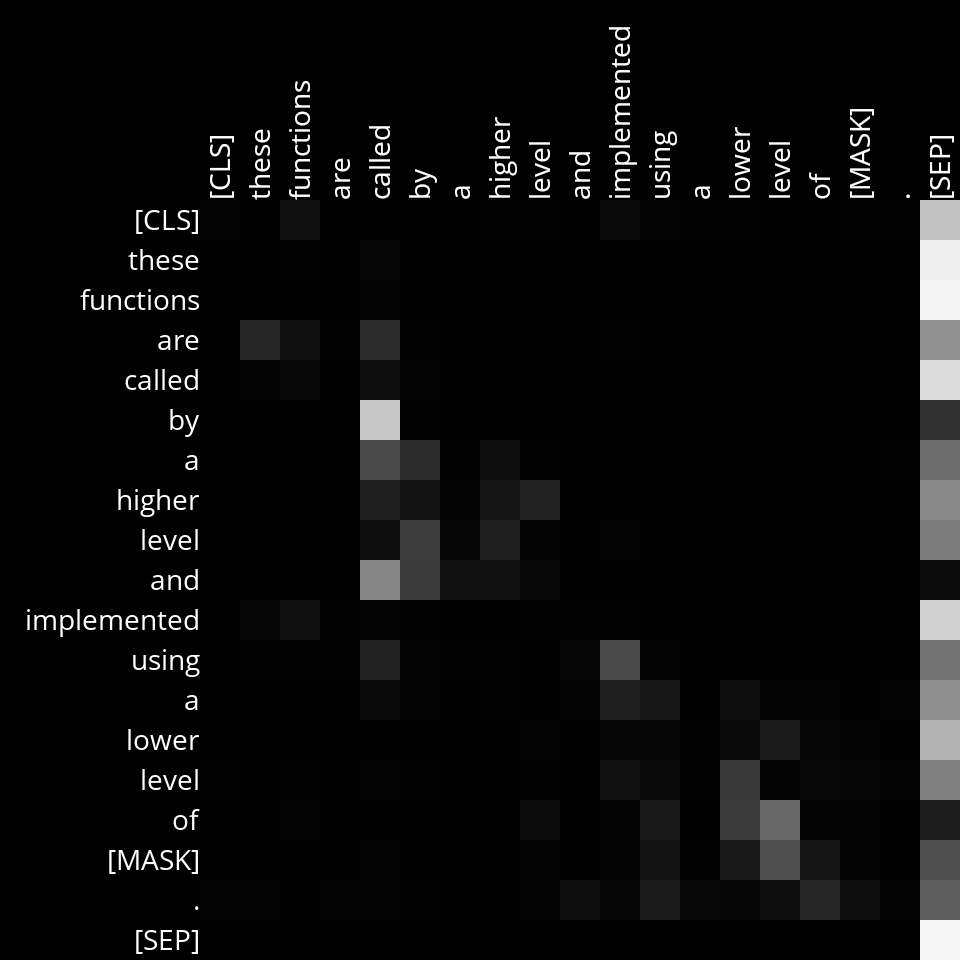 [CLS]
these
functions
are
called
by
a
higher
level
and
implemented
using
a
lower
level
of
[MASK]
.
[SEP]
[CLS]
these
functions
are
called
by
a
higher
level
and
implemented
using
a
lower
level
of
[MASK]
.
[SEP]